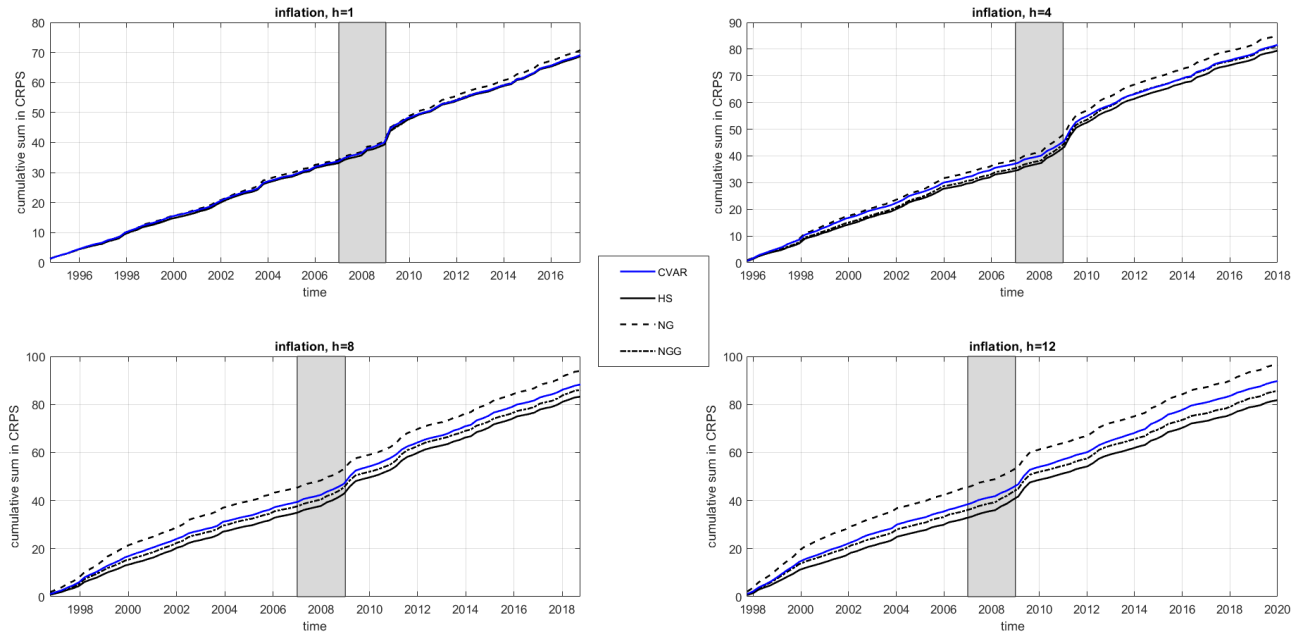 inflation, h=1
80
70
60
50
40
30
20
10
0
cumulative sum in CRPS
1996 1998 2000 2002 2004 2006 2008 2010 2012 2014 2016
time
inflation, h=4
90
80
70
60
50
40
30
20
10
0
cumulative sum in CRPS
1996 1998 2000 2002 2004 2006 2008 2010 2012 2014 2016 2018
time
CVAR
HS
NG
NGG
inflation, h=8
100
80
60
40
20
0
cumulative sum in CRPS
1998 2000 2002 2004 2006 2008 2010 2012 2014 2016 2018
time
inflation, h=12
100
80
60
40
20
0
cumulative sum in CRPS
1998 2000 2002 2004 2006 2008 2010 2012 2014 2016 2018 2020
time